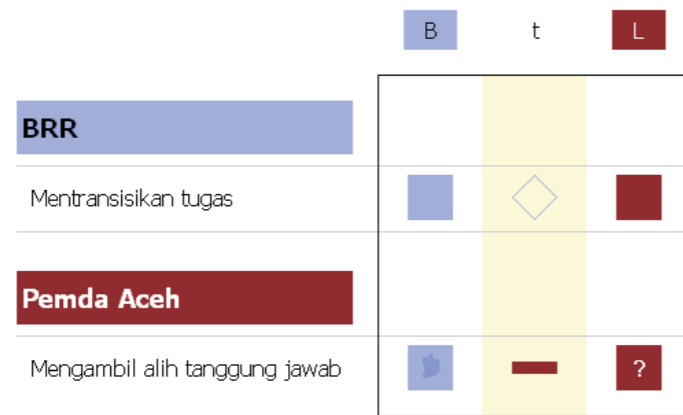 B t L
BRR
Mentransisikan tugas
Pemda Aceh
Mengambil alih tanggung jawab ?